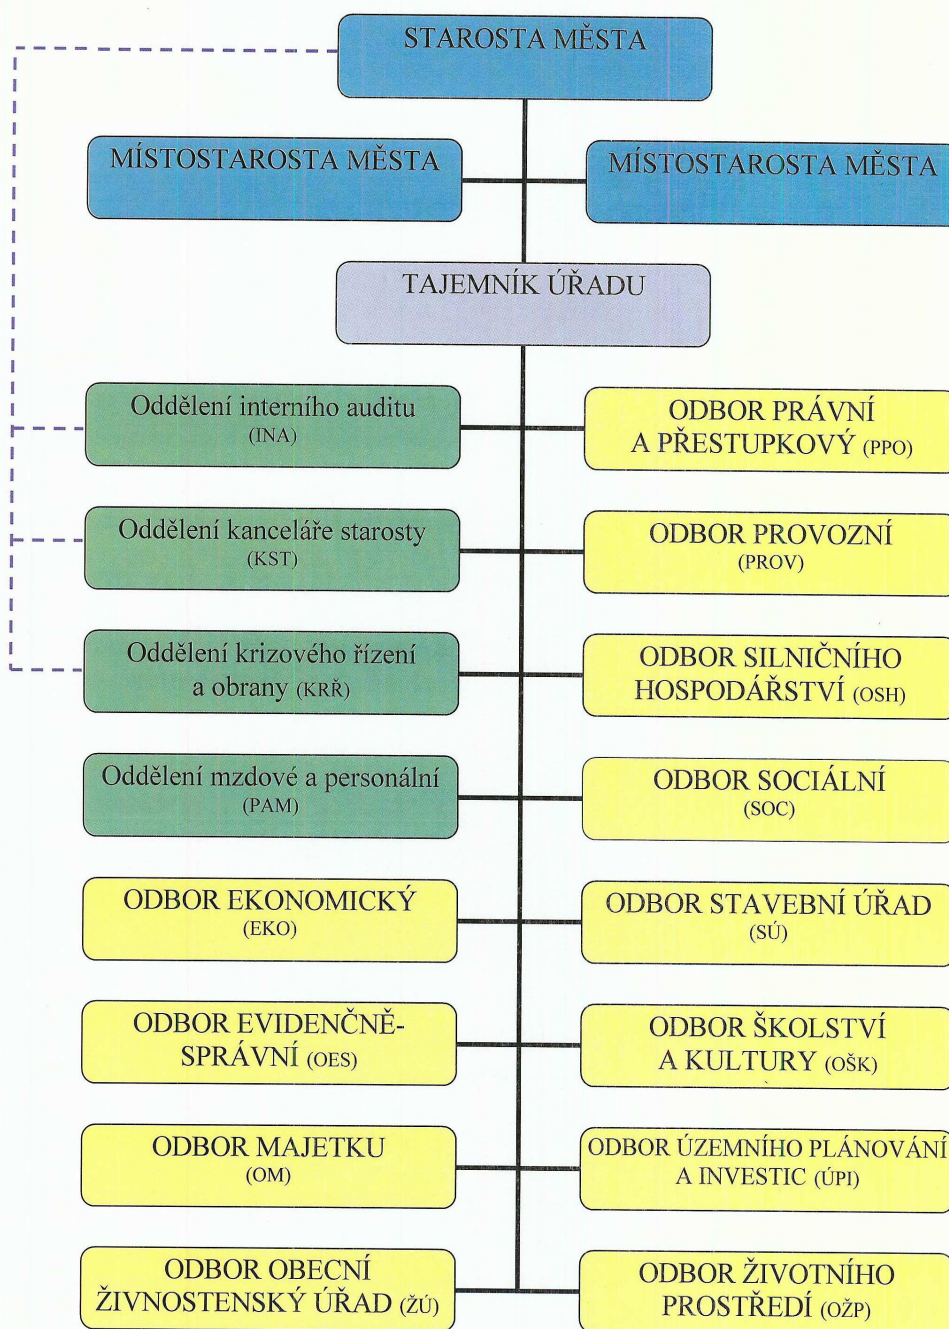 STAROSTA MĚSTA
MÍSTOSTAROSTA MĚSTA
MÍSTOSTAROSTA MĚSTA
TAJEMNÍK ÚŘADU
Oddělení interního auditu
(INA)
ODBOR PRÁVNÍ
A PŘESTUPKOVÝ (PPO)
Oddělení kanceláře starosty
(KST)
ODBOR PROVOZNÍ
(PROV)
Oddělení krizového řízení
a obrany (KRŘ)
ODBOR SILNIČNÍHO
HOSPODÁŘSTVÍ (OSH)
Oddělení mzdové a personální
(PAM)
ODBOR SOCIÁLNÍ
(SOC)
ODBOR EKONOMICKÝ
(EKO)
ODBOR STAVEBNÍ ÚŘAD
(SÚ)
ODBOR EVIDENČNĚ-
SPRÁVNÍ (OES)
ODBOR ŠKOLSTVÍ
A KULTURY (OŠK)
ODBOR MAJETKU
(OM)
ODBOR ÚZEMNÍHO PLÁNOVÁNÍ
A INVESTIC (ÚPI)
ODBOR OBECNÍ
ŽIVNOSTENSKÝ ÚŘAD (ŽÚ)
ODBOR ŽIVOTNÍHO
PROSTŘEDÍ (OŽP)